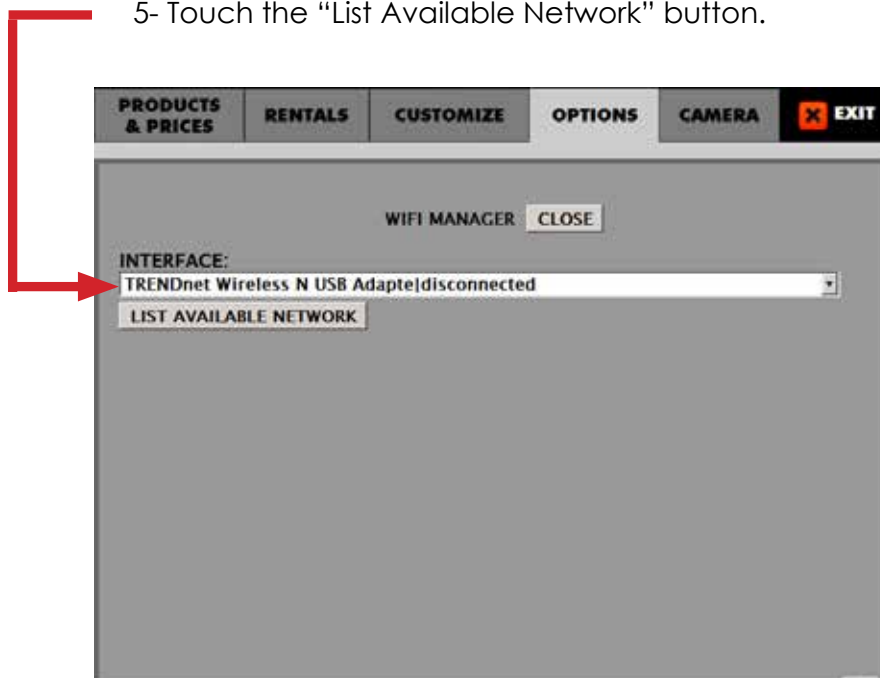 5- Touch the “List Available Network” button.
PRODUCTS
& PRICES
RENTALS
CUSTOMIZE
OPTIONS
CAMERA
X EXIT
WIFI MANAGER CLOSE
INTERFACE:
TRENDnet Wireless N USB Adapte|disconnected
LIST AVAILABLE NETWORK